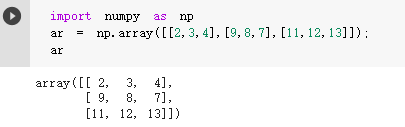 import numpy as np
ar = np.array([[2,3,4],[9,8,7],[11,12,13]]);
ar
array([[ 2,  3,  4],
       [ 9,  8,  7],
       [11, 12, 13]])